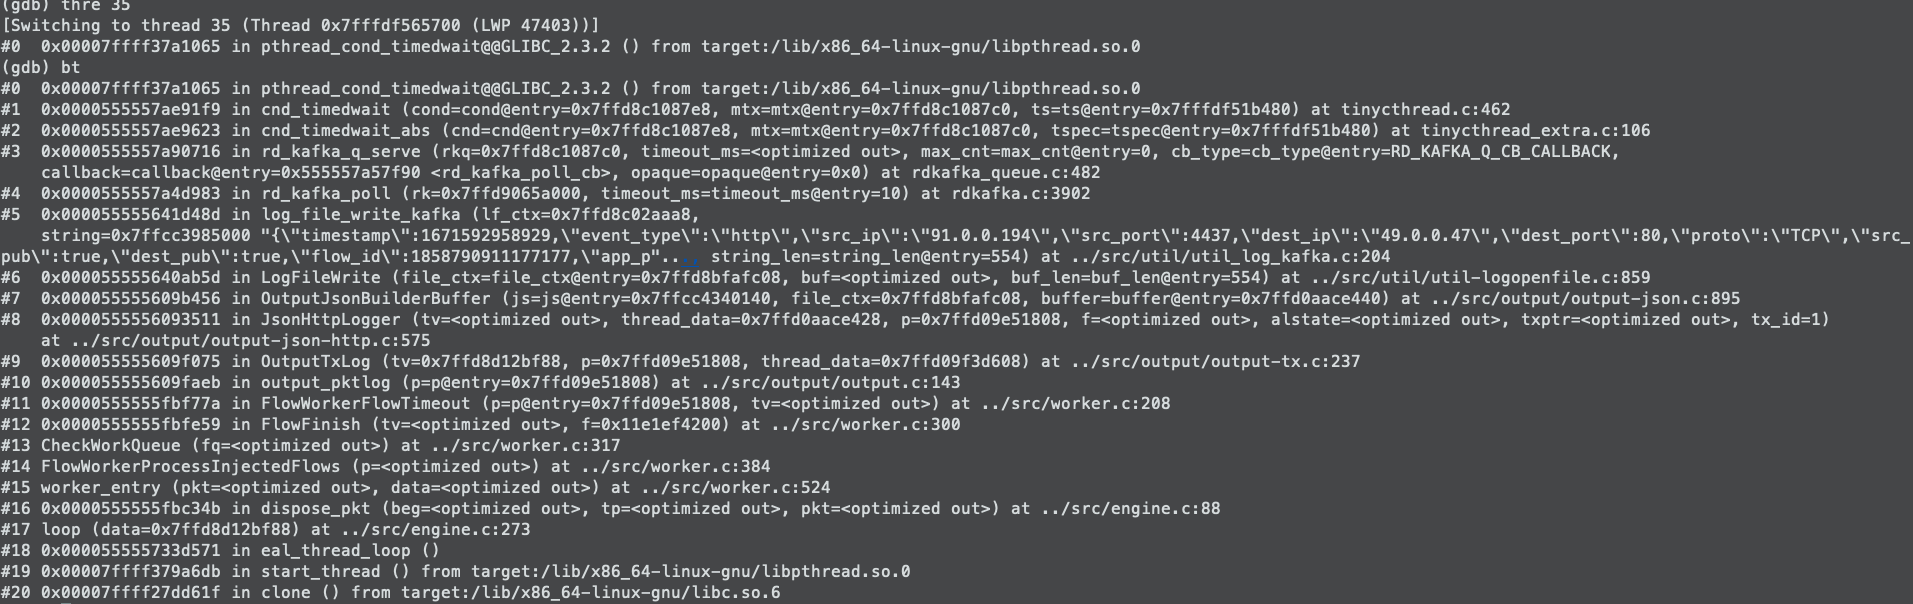 (gdb) thre 35
[Switching to thread 35 (Thread 0x7fffdf565700 (LWP 47403))]
#0  0x00007ffff37a1065 in pthread_cond_timedwait@@GLIBC_2.3.2 () from target:/lib/x86_64-linux-gnu/libpthread.so.0
(gdb) bt
#0  0x00007ffff37a1065 in pthread_cond_timedwait@@GLIBC_2.3.2 () from target:/lib/x86_64-linux-gnu/libpthread.so.0
#1  0x0000555557ae91f9 in cnd_timedwait (cond=cond@entry=0x7ffd8c1087e8, mtx=mtx@entry=0x7ffd8c1087c0, ts=ts@entry=0x7fffdf51b480) at tinycthread.c:462
#2  0x0000555557ae9623 in cnd_timedwait_abs (cnd=cnd@entry=0x7ffd8c1087e8, mtx=mtx@entry=0x7ffd8c1087c0, tspec=tspec@entry=0x7fffdf51b480) at tinycthread_extra.c:106
#3  0x0000555557a90716 in rd_kafka_q_serve (rkq=0x7ffd8c1087c0, timeout_ms=<optimized out>, max_cnt=max_cnt@entry=0, cb_type=cb_type@entry=RD_KAFKA_Q_CB_CALLBACK,
    callback=callback@entry=0x555557a57f90 <rd_kafka_poll_cb>, opaque=opaque@entry=0x0) at rdkafka_queue.c:482
#4  0x0000555557a4d983 in rd_kafka_poll (rk=0x7ffd9065a000, timeout_ms=timeout_ms@entry=10) at rdkafka.c:3902
#5  0x000055555641d48d in log_file_write_kafka (lf_ctx=0x7ffd8c02aaa8,
    string=0x7ffcc3985000 "{\"timestamp\":1671592958929,\"event_type\":\"http\",\"src_ip\":\"91.0.0.194\",\"src_port\":4437,\"dest_ip\":\"49.0.0.47\",\"dest_port\":80,\"proto\":\"TCP\",\"src_
pub\":true,\"dest_pub\":true,\"flow_id\":1858790911177177,\"app_p"..., string_len=string_len@entry=554) at ../src/util/util_log_kafka.c:204
#6  0x00005555640ab5d in LogFileWrite (file_ctx=file_ctx@entry=0x7ffd8bfafc08, buf=<optimized out>, buf_len=buf_len@entry=554) at ../src/util/util-logopenfile.c:859
#7  0x000055555609b456 in OutputJsonBuilderBuffer (js=js@entry=0x7ffcc4340140, file_ctx=0x7ffd8bfafc08, buffer=buffer@entry=0x7ffd0aace440) at ../src/output/output-json.c:895
#8  0x0000555556093511 in JsonHttpLogger (tv=<optimized out>, thread_data=0x7ffd0aace428, p=0x7ffd09e51808, f=<optimized out>, alstate=<optimized out>, txptr=<optimized out>, tx_id=1)
    at ../src/output/output-json-http.c:575
#9  0x000055555609f075 in OutputTxLog (tv=0x7ffd8d12bf88, p=0x7ffd09e51808, thread_data=0x7ffd09f3d608) at ../src/output/output-tx.c:237
#10 0x000055555609faeb in output_pktlog (p=p@entry=0x7ffd09e51808) at ../src/output/output.c:143
#11 0x0000555555fbf77a in FlowWorkerFlowTimeout (p=p@entry=0x7ffd09e51808, tv=<optimized out>) at ../src/worker.c:208
#12 0x0000555555fbfe59 in FlowFinish (tv=<optimized out>, f=0x11e1ef4200) at ../src/worker.c:300
#13 CheckWorkQueue (fq=<optimized out>) at ../src/worker.c:317
#14 FlowWorkerProcessInjectedFlows (p=<optimized out>) at ../src/worker.c:384
#15 worker_entry (pkt=<optimized out>, data=<optimized out>) at ../src/worker.c:524
#16 0x0000555555fbc34b in dispose_pkt (beg=<optimized out>, tp=<optimized out>, pkt=<optimized out>) at ../src/engine.c:88
#17 loop (data=0x7ffd8d12bf88) at ../src/engine.c:273
#18 0x000055555733d571 in eal_thread_loop ()
#19 0x00007ffff379a6db in start_thread () from target:/lib/x86_64-linux-gnu/libpthread.so.0
#20 0x00007ffff27dd61f in clone () from target:/lib/x86_64-linux-gnu/libc.so.6